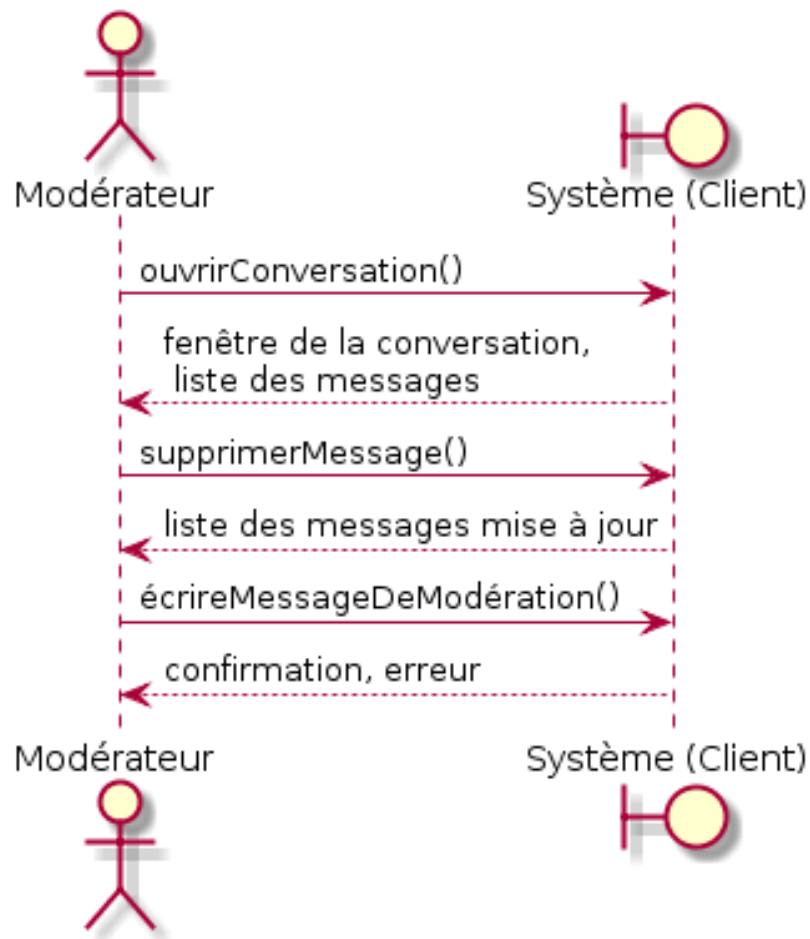 Modérateur
Système (Client)
ouvrirConversation()
fenêtre de la conversation,
liste des messages
supprimerMessage()
liste des messages mise à jour
écrireMessageDeModération()
confirmation, erreur
Modérateur
Système (Client)